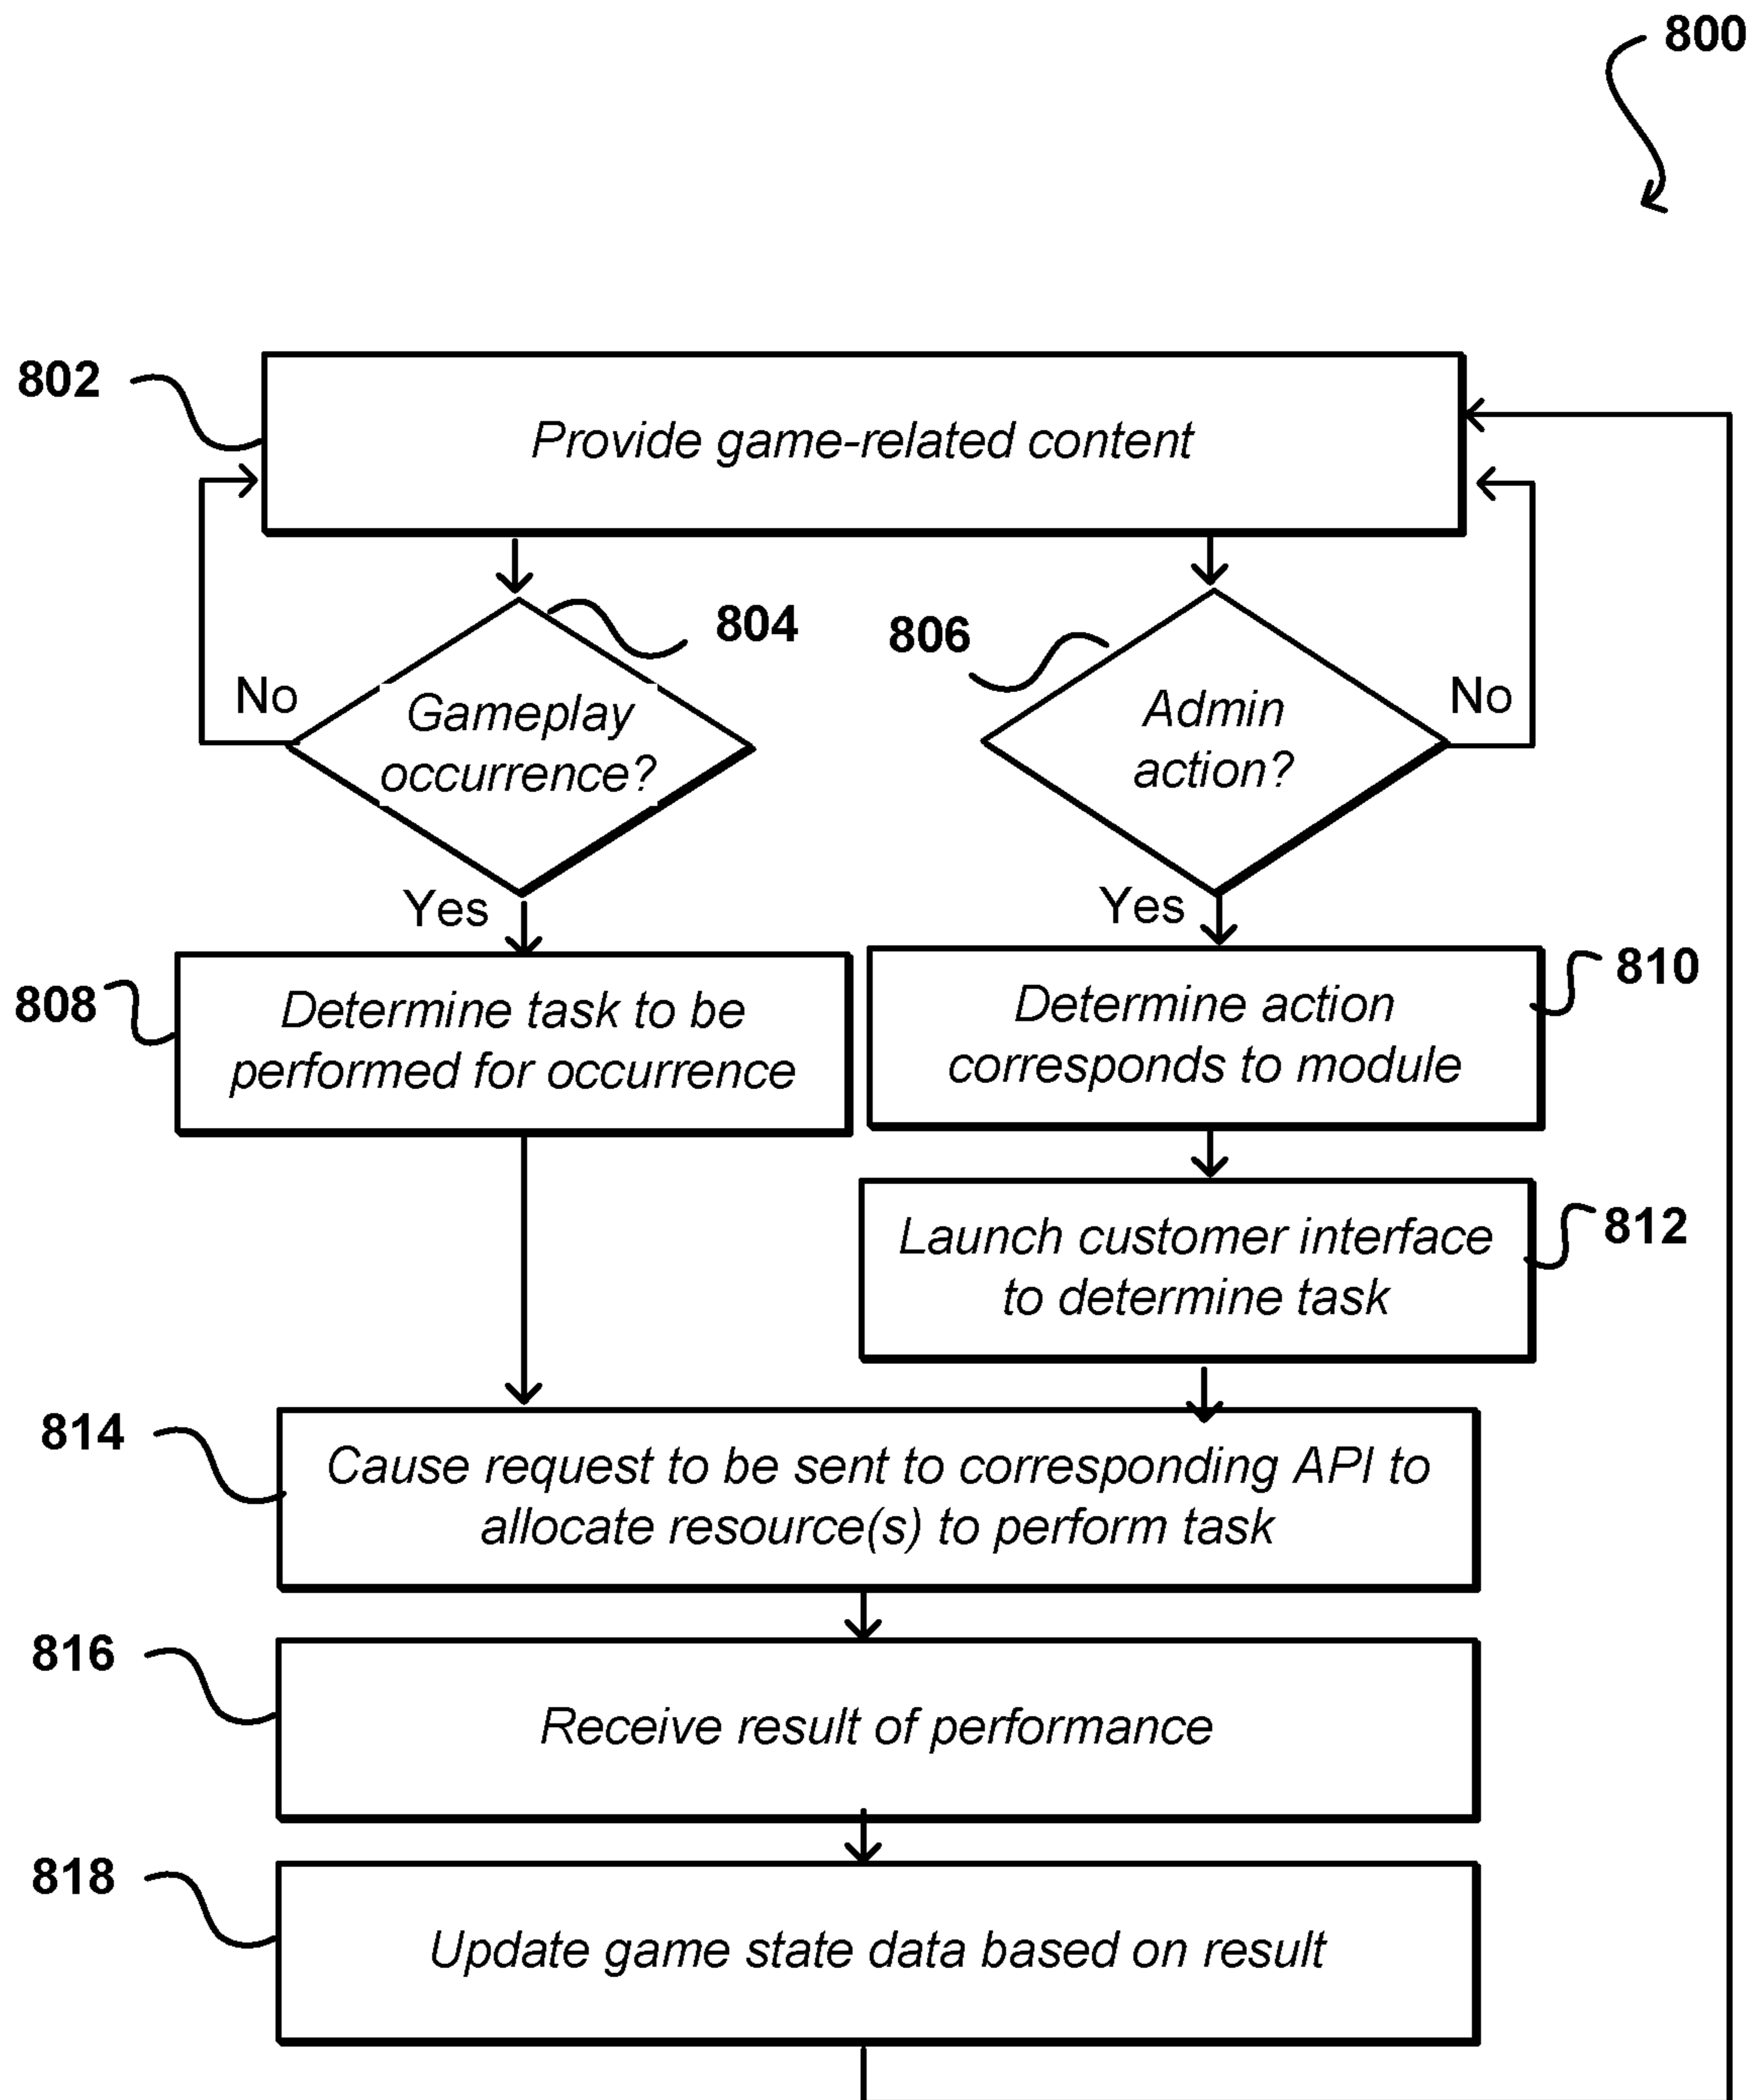 800
802
Provide game-related content
804
806
No
Gameplay
occurrence?
Admin
action?
No
Yes
Yes
808
Determine task to be
performed for occurrence
810
Determine action
corresponds to module
812
Launch customer interface
to determine task
814
Cause request to be sent to corresponding API to
allocate resource(s) to perform task
816
Receive result of performance
818
Update game state data based on result